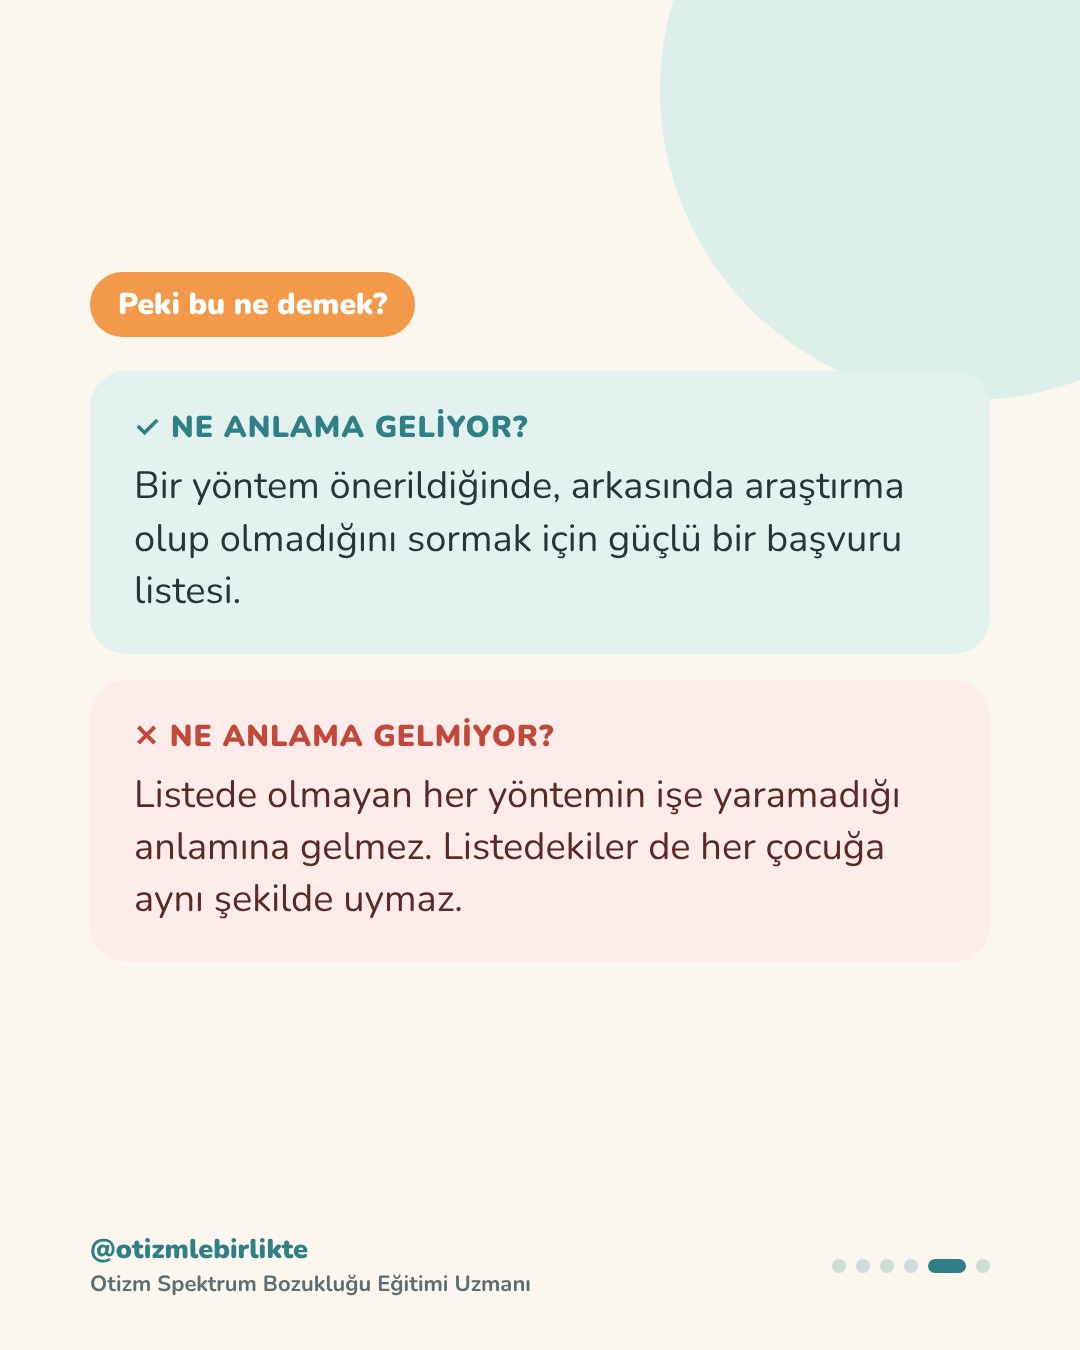 Peki bu ne demek?
✓ NE ANLAMA GELİYOR?
Bir yöntem önerildiğinde, arkasında araştırma
olup olmadığını sormak için güçlü bir başvuru
listesi.
✕ NE ANLAMA GELMİYOR?
Listede olmayan her yöntemin işe yaramadığı
anlamına gelmez. Listedekiler de her çocuğa
aynı şekilde uymaz.
@otizmlebirlikte
Otizm Spektrum Bozukluğu Eğitimi Uzmanı